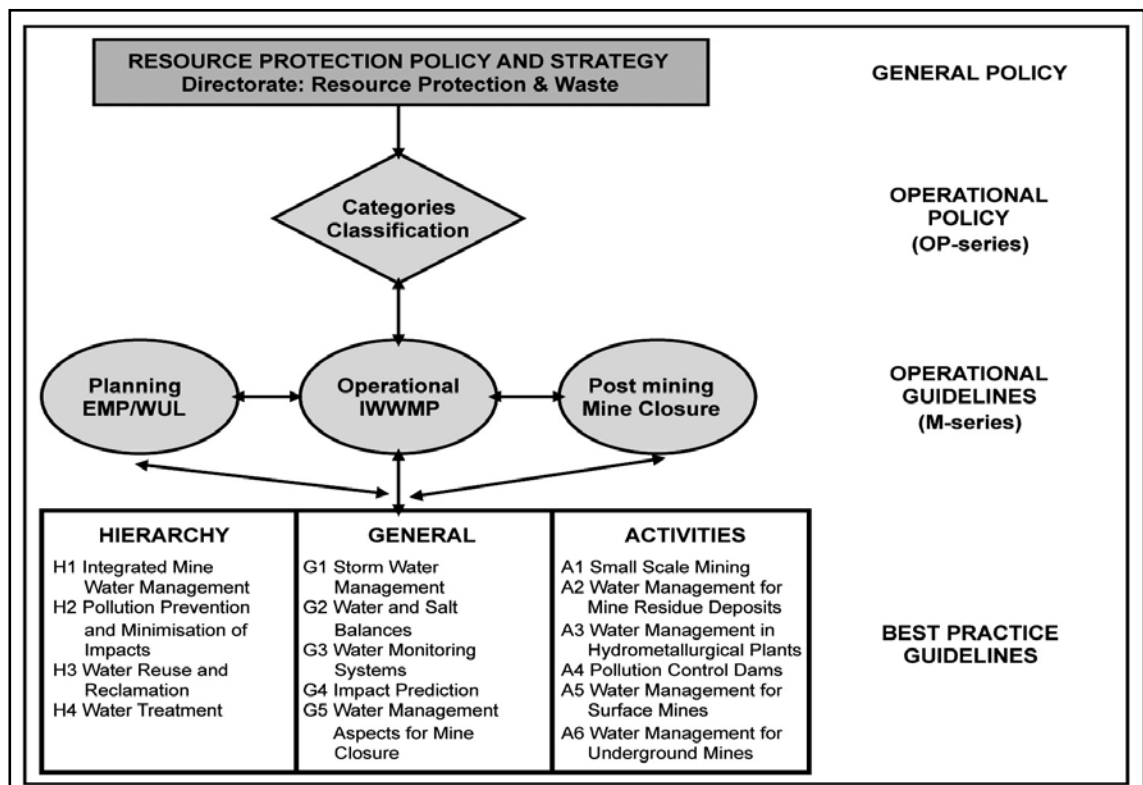 RESOURCE PROTECTION POLICY AND STRATEGY
Directorate: Resource Protection & Waste
GENERAL POLICY
Categories
Classification
OPERATIONAL
POLICY
(OP-series)
Planning
EMP/WUL
Operational
IWWMP
Post mining
Mine Closure
OPERATIONAL
GUIDELINES
(M-series)
HIERARCHY
H1 Integrated Mine
Water Management
H2 Pollution Prevention
and Minimisation of
Impacts
H3 Water Reuse and
Reclamation
H4 Water Treatment
GENERAL
G1 Storm Water
Management
G2 Water and Salt
Balances
G3 Water Monitoring
Systems
G4 Impact Prediction
G5 Water Management
Aspects for Mine
Closure
ACTIVITIES
A1 Small Scale Mining
A2 Water Management for
Mine Residue Deposits
A3 Water Management in
Hydrometallurgical Plants
A4 Pollution Control Dams
A5 Water Management for
Surface Mines
A6 Water Management for
Underground Mines
BEST PRACTICE
GUIDELINES